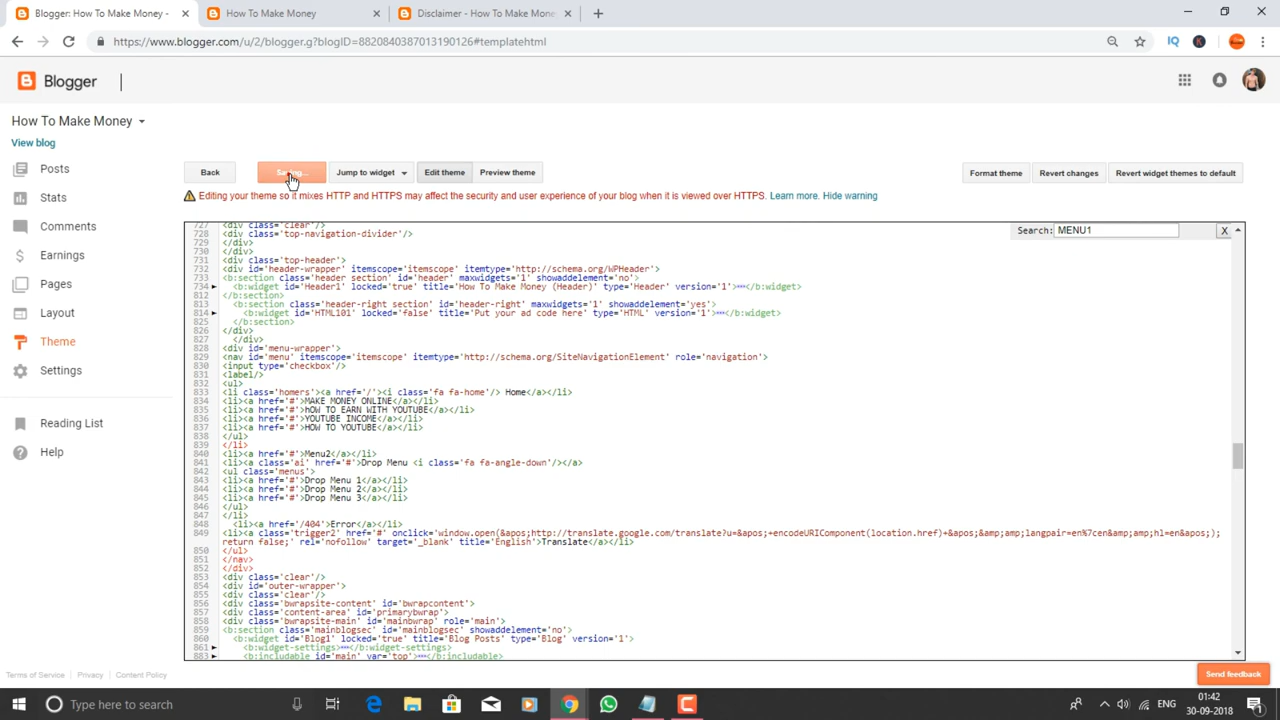 Blogger: How To Make Money -
How To Make Money
Disclaimer - How To Make Mone
https://www.blogger.com/u/2/blogger.g?blogID=8820840387013190126#templatehtml
Blogger
How To Make Money
View blog
Posts
Stats
Comments
Earnings
Pages
Layout
Theme
Settings
Reading List
Help
Back
Saving...
Jump to widget
Edit theme
Preview theme
Format theme
Revert changes
Revert widget themes to default
Editing your theme so it mixes HTTP and HTTPS may affect the security and user experience of your blog when it is viewed over HTTPS. Learn more. Hide warning
Search: MENU1 X
727 <div class='clear'/>
728 <div class='top-navigation-divider'/>
729 </div>
730 </div>
731 <div class='top-header'>
732 <div id='header-wrapper' itemscope='itemscope' itemtype='http://schema.org/WPHeader'>
733 <b:section class='header section' id='header' maxwidgets='1' showaddelement='no'>
734 <b:widget id='Header1' locked='true' title='How To Make Money (Header)' type='Header' version='1'></b:widget>
812 </b:section>
813 <b:section class='header-right section' id='header-right' maxwidgets='1' showaddelement='yes'>
814 <b:widget id='HTML101' locked='false' title='Put your ad code here' type='HTML' version='1'></b:widget>
825 </b:section>
826 </div>
827 </div>
828 <div id='menu-wrapper'>
829 <nav id='menu' itemscope='itemscope' itemtype='http://schema.org/SiteNavigationElement' role='navigation'>
830 <input type='checkbox'/>
831 <label/>
832 <ul>
833 <li class='homers'><a href='/'><i class='fa fa-home'/> Home</a></li>
834 <li><a href='#'>MAKE MONEY ONLINE</a></li>
835 <li><a href='#'>hOW TO EARN WITH YOUTUBE</a></li>
836 <li><a href='#'>YOUTUBE INCOME</a></li>
837 <li><a href='#'>HOW TO YOUTUBE</a></li>
838 </ul>
839 </li>
840 <li><a href='#'>Menu2</a></li>
841 <li><a class='ai' href='#'>Drop Menu <i class='fa fa-angle-down'/></a>
842 <ul class='menus'>
843 <li><a href='#'>Drop Menu 1</a></li>
844 <li><a href='#'>Drop Menu 2</a></li>
845 <li><a href='#'>Drop Menu 3</a></li>
846 </ul>
847 </li>
848 <li><a href='/404'>Error</a></li>
849 <li><a class='trigger2' href='#' onclick='window.open(&apos;http://translate.google.com/translate?u=&apos;+encodeURIComponent(location.href)+&apos;&amp;amp;langpair=en%7cen&amp;amp;hl=en&apos;);
return false;' rel='nofollow' target='_blank' title='English'>Translate</a></li>
850 </ul>
851 </nav>
852 </div>
853 <div class='clear'/>
854 <div id='outer-wrapper'>
855 <div class='clear'/>
856 <div class='bwrapsite-content' id='bwrapcontent'>
857 <div class='content-area' id='primarybwrap'>
858 <div class='bwrapsite-main' id='mainbwrap' role='main'>
859 <b:section class='mainblogsec' id='mainblogsec' showaddelement='no'>
860 <b:widget id='Blog1' locked='true' title='Blog Posts' type='Blog' version='1'>
861 <b:widget-settings></b:widget-settings>
883 <b:includable id='main' var='top'></b:includable>
Terms of Service | Privacy | Content Policy
Send feedback
Type here to search
ENG
01:42
30-09-2018